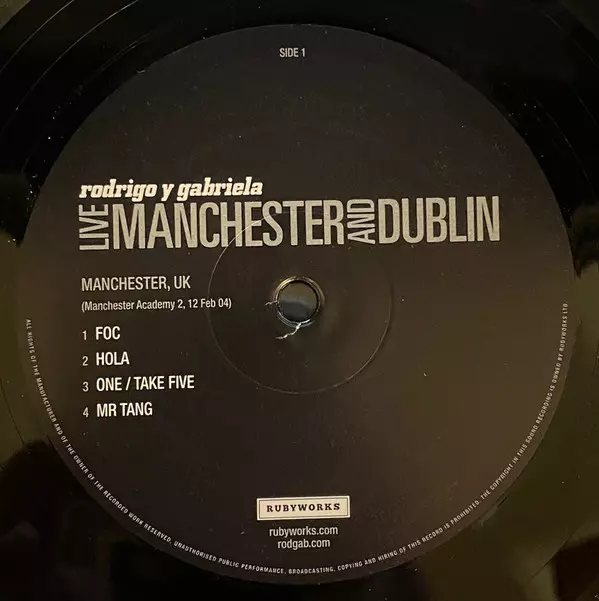 SIDE 1
rodrigo y gabriela
LIVE MANCHESTER AND DUBLIN
MANCHESTER, UK
(Manchester Academy 2, 12 Feb 04)
1 FOC
2 HOLA
3 ONE / TAKE FIVE
4 MR TANG
RUBYWORKS
rubyworks.com
rodgab.com
ALL RIGHTS OF THE MANUFACTURER AND OF THE OWNER OF THE RECORDED WORK RESERVED. UNAUTHORISED PUBLIC PERFORMANCE, BROADCASTING, COPYING AND HIRING OF THIS RECORDING IS PROHIBITED. THE COPYRIGHT IN THIS SOUND RECORDING IS OWNED BY RUBYWORKS LTD.